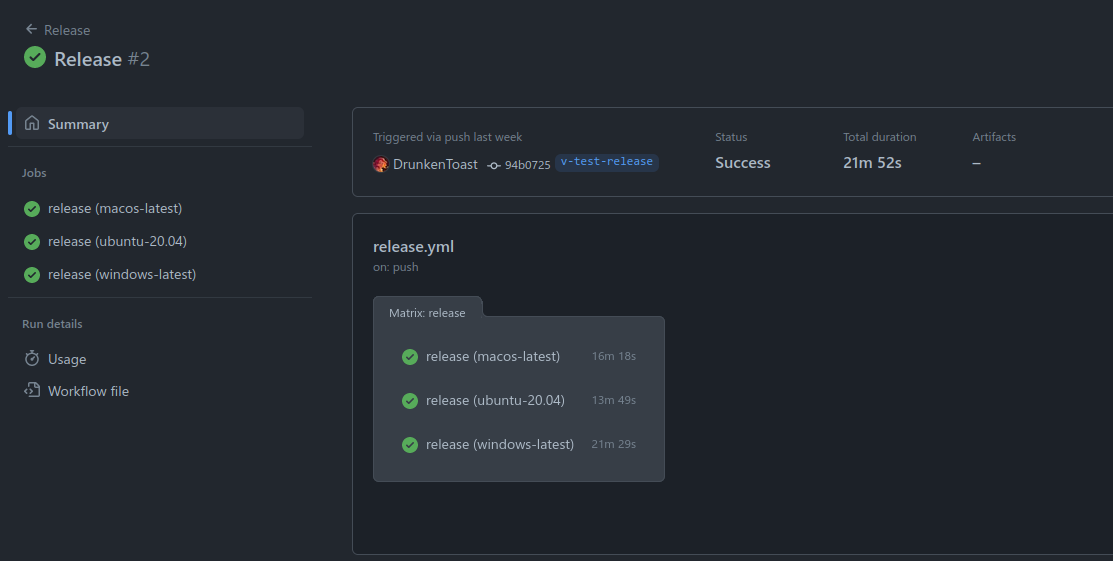 Release
Release #2
Summary
Jobs
release (macos-latest)
release (ubuntu-20.04)
release (windows-latest)
Run details
Usage
Workflow file
Triggered via push last week
DrunkenToast 94b0725 v-test-release
Status
Success
Total duration
21m 52s
Artifacts
–
release.yml
on: push
Matrix: release
release (macos-latest) 16m 18s
release (ubuntu-20.04) 13m 49s
release (windows-latest) 21m 29s